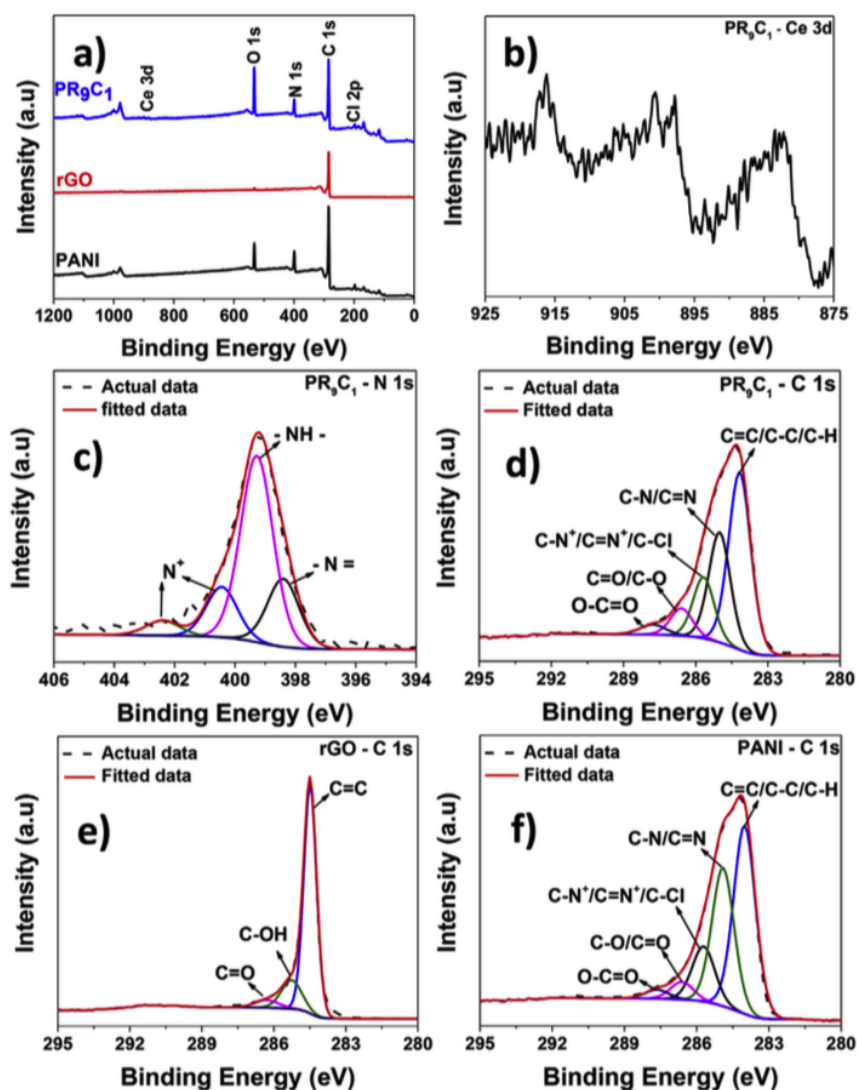 a)
PR₉C₁
Ce 3d
O 1s
N 1s
C 1s
Cl 2p
rGO
PANI
Intensity (a.u)
1200 1000 800 600 400 200 0
Binding Energy (eV)
b)
PR₉C₁ - Ce 3d
Intensity (a.u)
925 915 905 895 885 875
Binding Energy (eV)
Actual data
fitted data
PR₉C₁ - N 1s
c)
- NH -
N⁺
- N =
Intensity (a.u)
406 404 402 400 398 396 394
Binding Energy (eV)
Actual data
Fitted data
PR₉C₁ - C 1s
d)
C=C/C-C/C-H
C-N/C=N
C-N⁺/C=N⁺/C-Cl
C=O/C-O
O-C=O
Intensity (a.u)
295 292 289 286 283 280
Binding Energy (eV)
Actual data
Fitted data
rGO - C 1s
e)
C=C
C-OH
C=O
Intensity (a.u)
295 292 289 286 283 280
Binding Energy (eV)
Actual data
Fitted data
PANI - C 1s
f)
C=C/C-C/C-H
C-N/C=N
C-N⁺/C=N⁺/C-Cl
C-O/C=O
O-C=O
Intensity (a.u)
295 292 289 286 283 280
Binding Energy (eV)